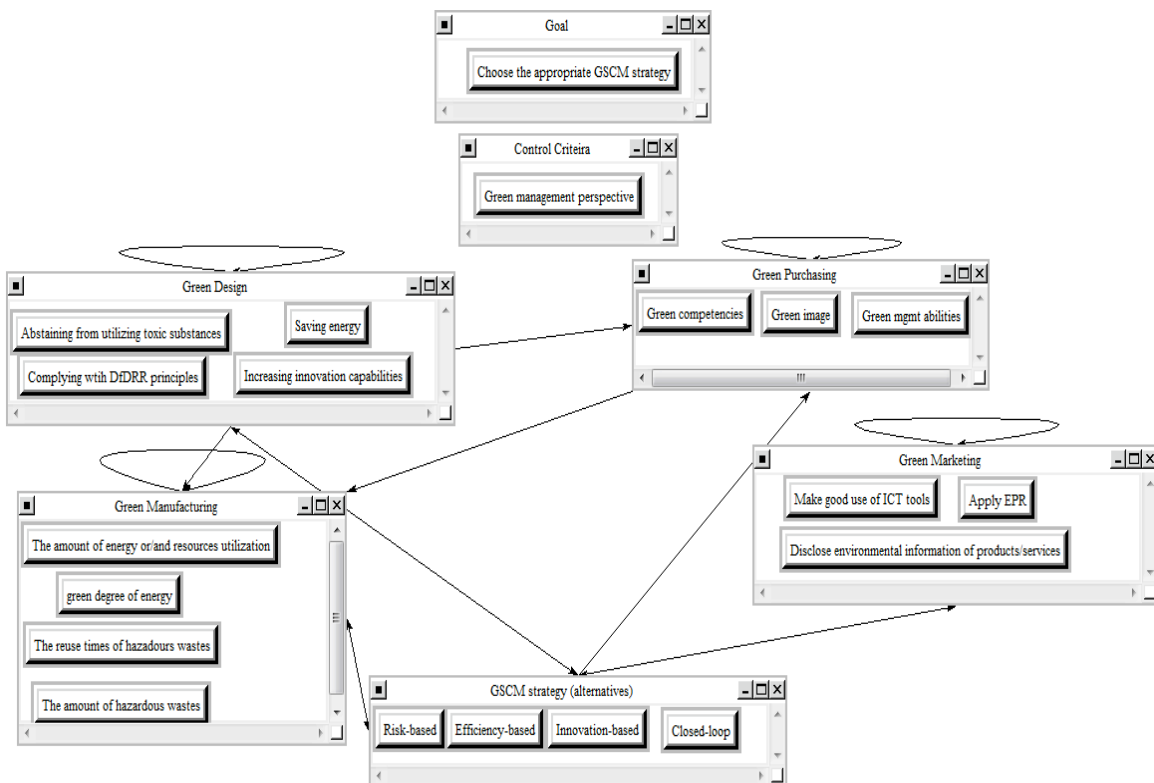 Goal
Choose the appropriate GSCM strategy
Control Criteira
Green management perspective
Green Design
Abstaining from utilizing toxic substances
Saving energy
Complying wtih DfDRR principles
Increasing innovation capabilities
Green Purchasing
Green competencies
Green image
Green mgmt abilities
Green Manufacturing
The amount of energy or/and resources utilization
green degree of energy
The reuse times of hazadours wastes
The amount of hazardous wastes
Green Marketing
Make good use of ICT tools
Apply EPR
Disclose environmental information of products/services
GSCM strategy (alternatives)
Risk-based
Efficiency-based
Innovation-based
Closed-loop